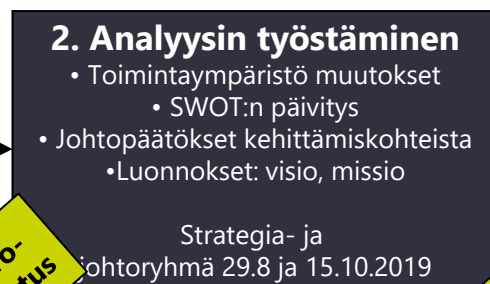 2. Analyysin työstäminen
• Toimintaympäristö muutokset
• SWOT:n päivitys
• Johtopäätökset kehittämiskohteista
•Luonnokset: visio, missio
Strategia- ja
johtoryhmä 29.8 ja 15.10.2019